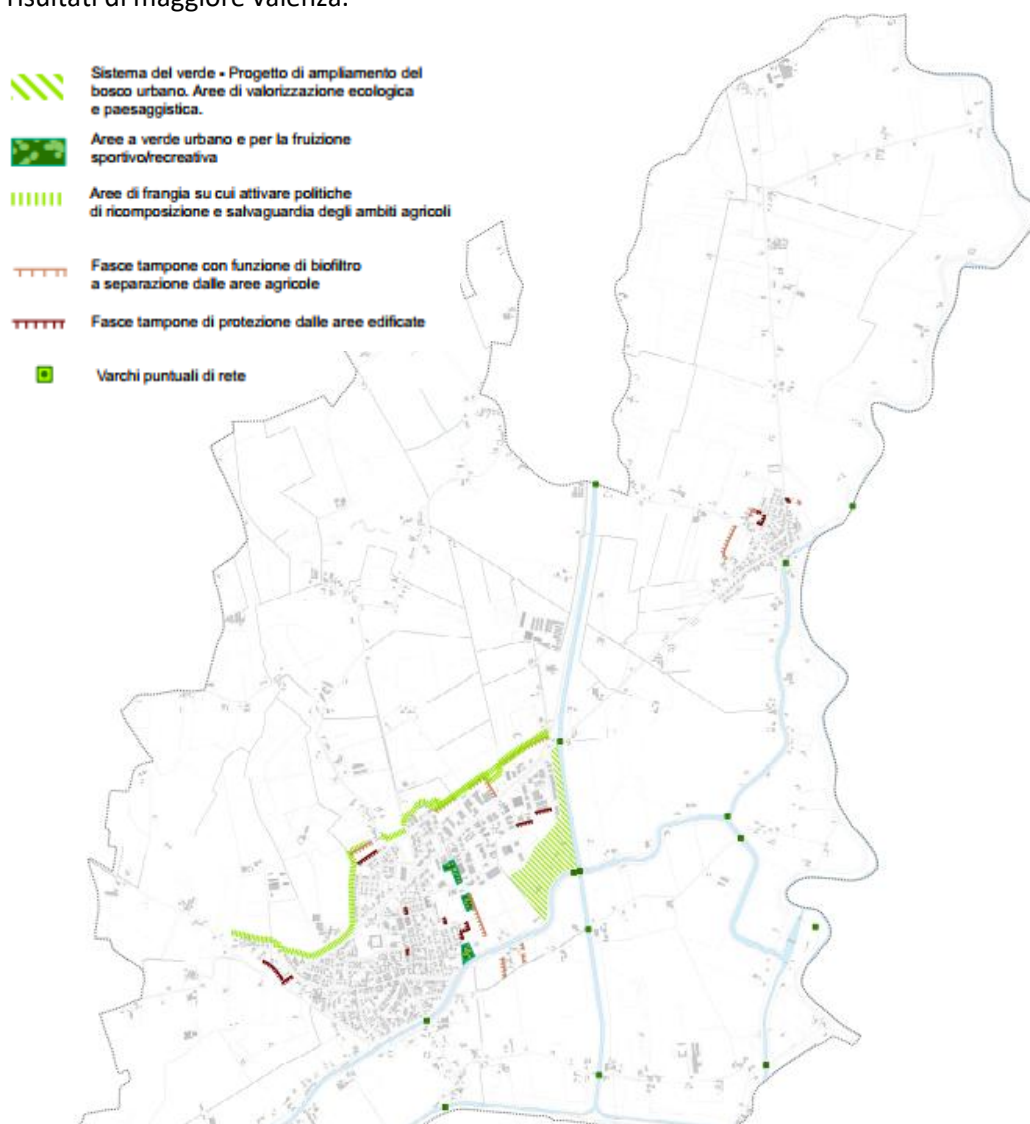 risultati di maggiore valenza.
Sistema del verde - Progetto di ampliamento del
bosco urbano. Aree di valorizzazione ecologica
e paesaggistica.
Aree a verde urbano e per la fruizione
sportivo/recreativa
Aree di frangia su cui attivare politiche
di ricomposizione e salvaguardia degli ambiti agricoli
Fasce tampone con funzione di biofiltro
a separazione dalle aree agricole
Fasce tampone di protezione dalle aree edificate
Varchi puntuali di rete